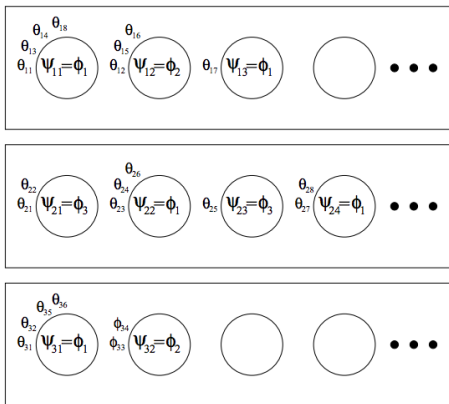 θ₁₄ θ₁₈ θ₁₆
θ₁₃ θ₁₅
θ₁₁ ψ₁₁=ϕ₁ θ₁₂ ψ₁₂=ϕ₂ θ₁₇ ψ₁₃=ϕ₁
θ₂₆
θ₂₂ θ₂₄ θ₂₈
θ₂₁ ψ₂₁=ϕ₃ θ₂₃ ψ₂₂=ϕ₁ θ₂₅ ψ₂₃=ϕ₃ θ₂₇ ψ₂₄=ϕ₁
θ₃₅ θ₃₆
θ₃₂ ϕ₃₄
θ₃₁ ψ₃₁=ϕ₁ ϕ₃₃ ψ₃₂=ϕ₂